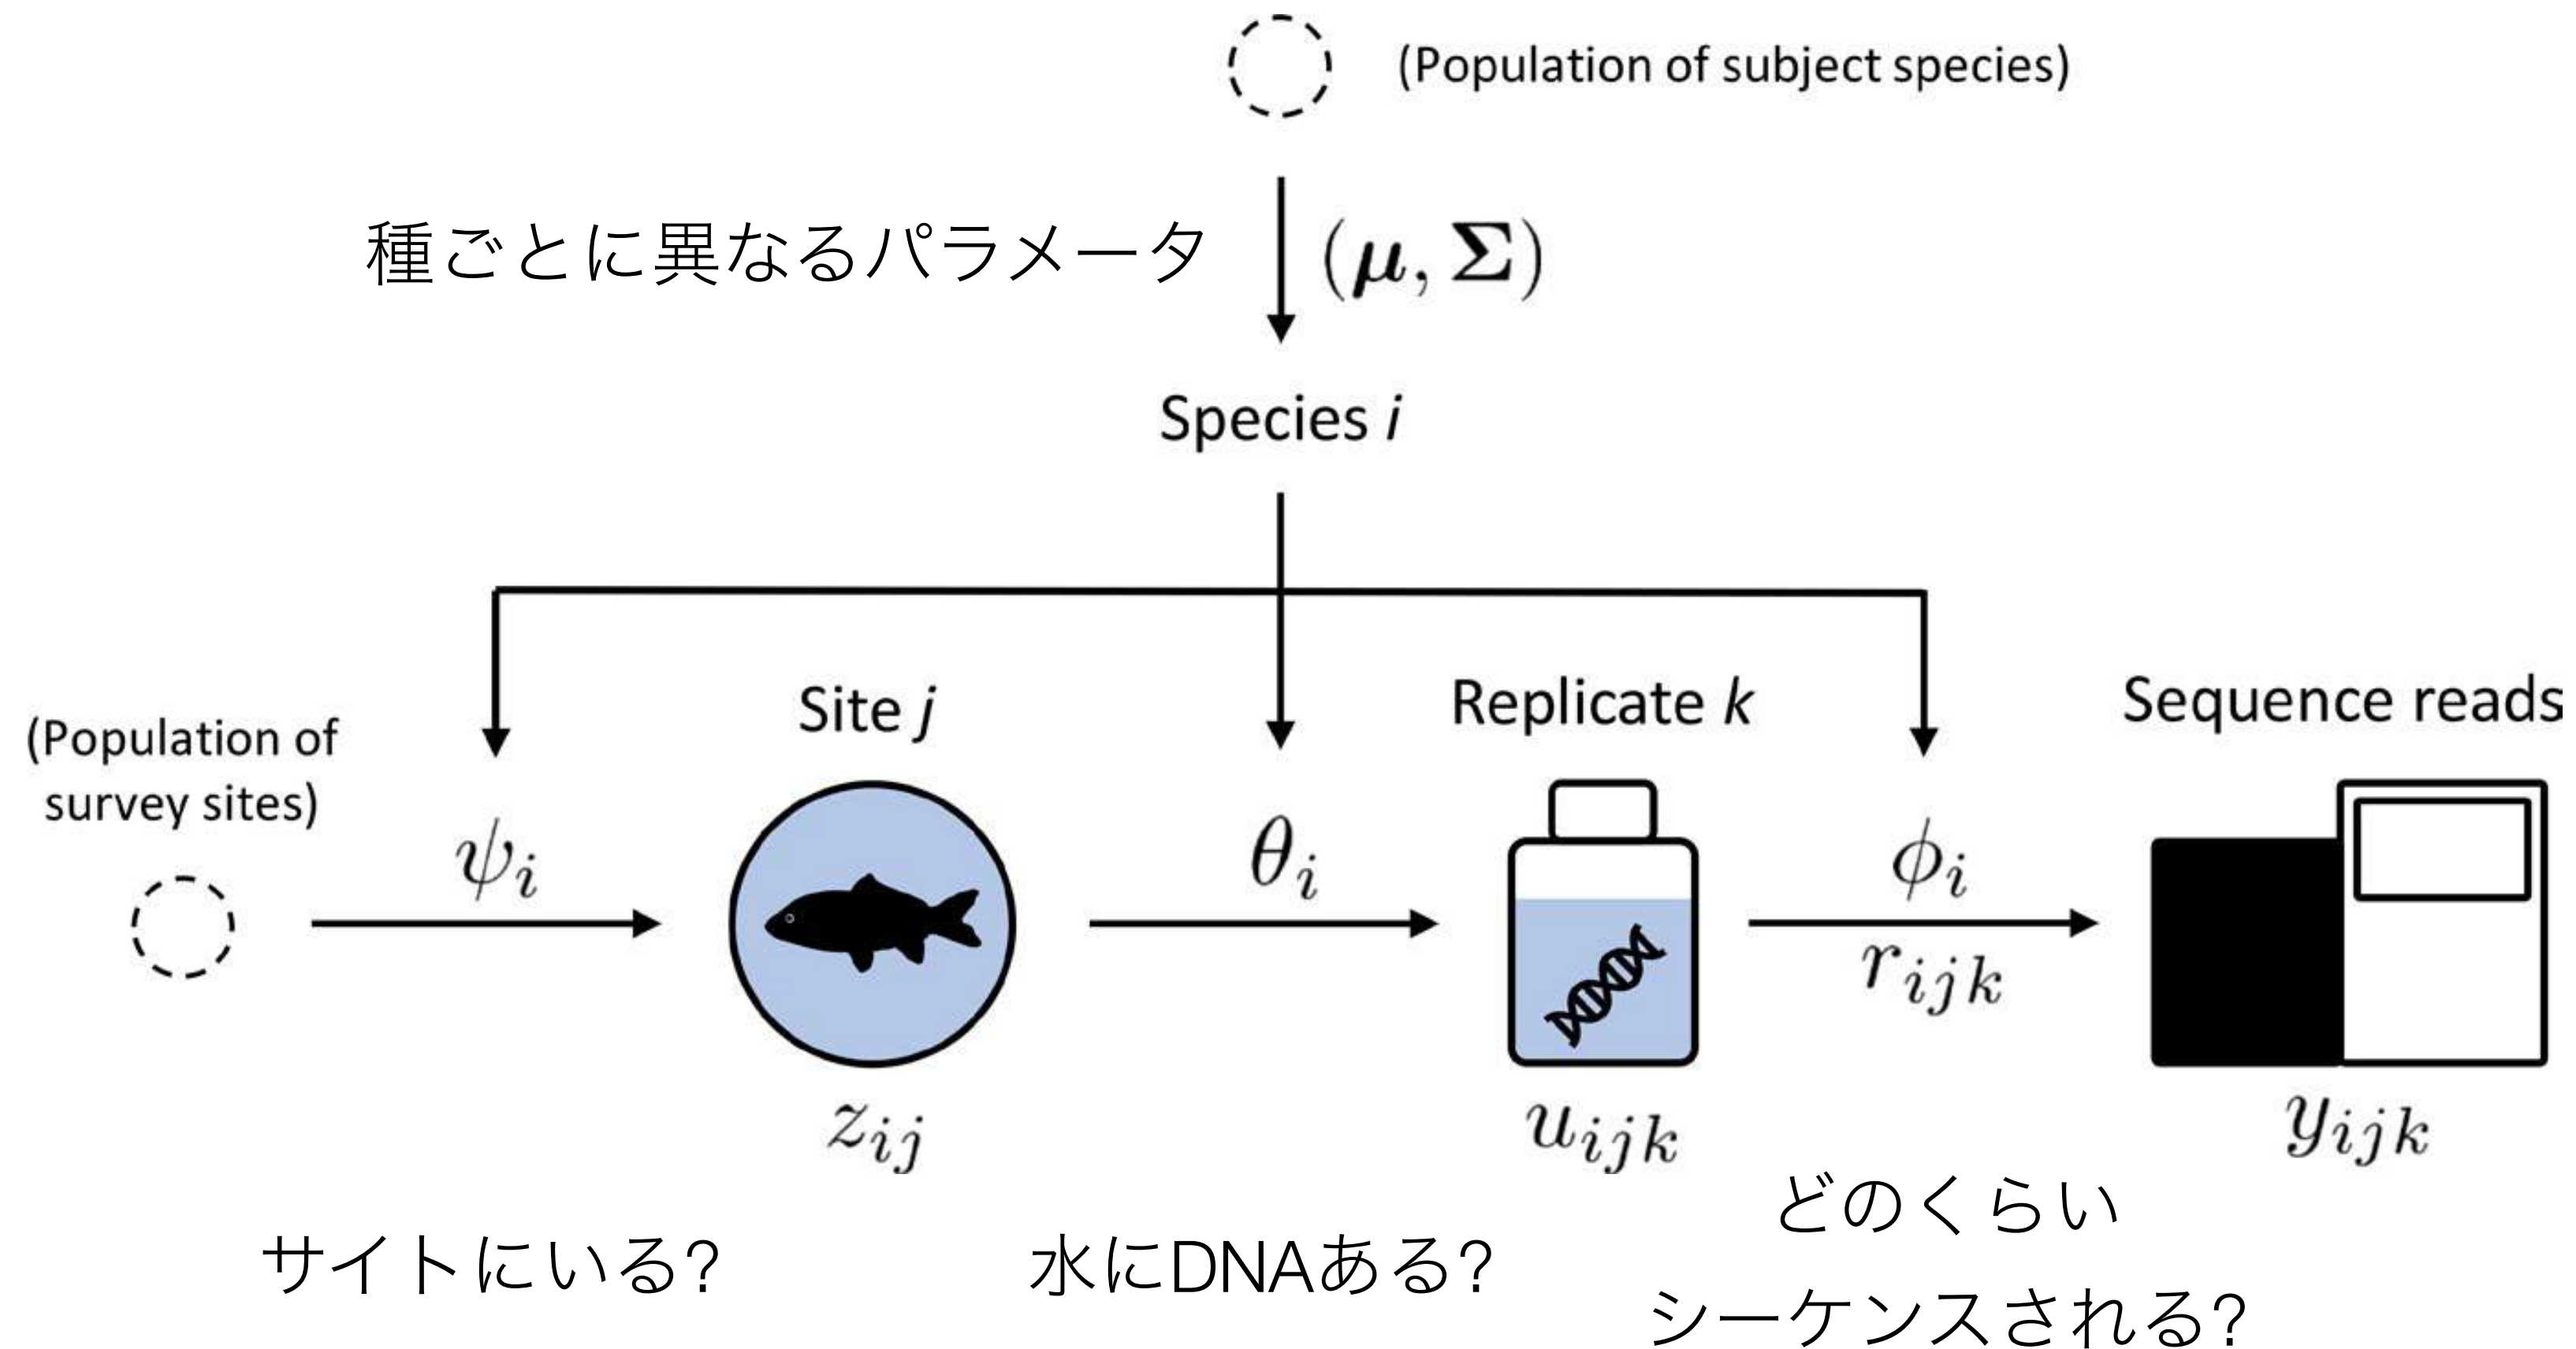 (Population of subject species)
種ごとに異なるパラメータ
(μ, Σ)
Species i
(Population of
survey sites)
Site j
Replicate k
Sequence reads
ψi
θi
ϕi
rijk
zij
uijk
yijk
サイトにいる?
水にDNAある?
どのくらい
シーケンスされる?